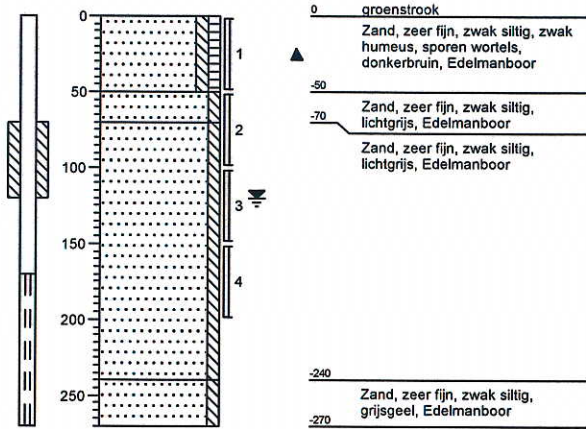 0
50
100
150
200
250
1
2
3
4
0 groenstrook
Zand, zeer fijn, zwak siltig, zwak
humeus, sporen wortels,
donkerbruin, Edelmanboor
-50
Zand, zeer fijn, zwak siltig,
lichtgrijs, Edelmanboor
-70
Zand, zeer fijn, zwak siltig,
lichtgrijs, Edelmanboor
-240
Zand, zeer fijn, zwak siltig,
grijsgeel, Edelmanboor
-270